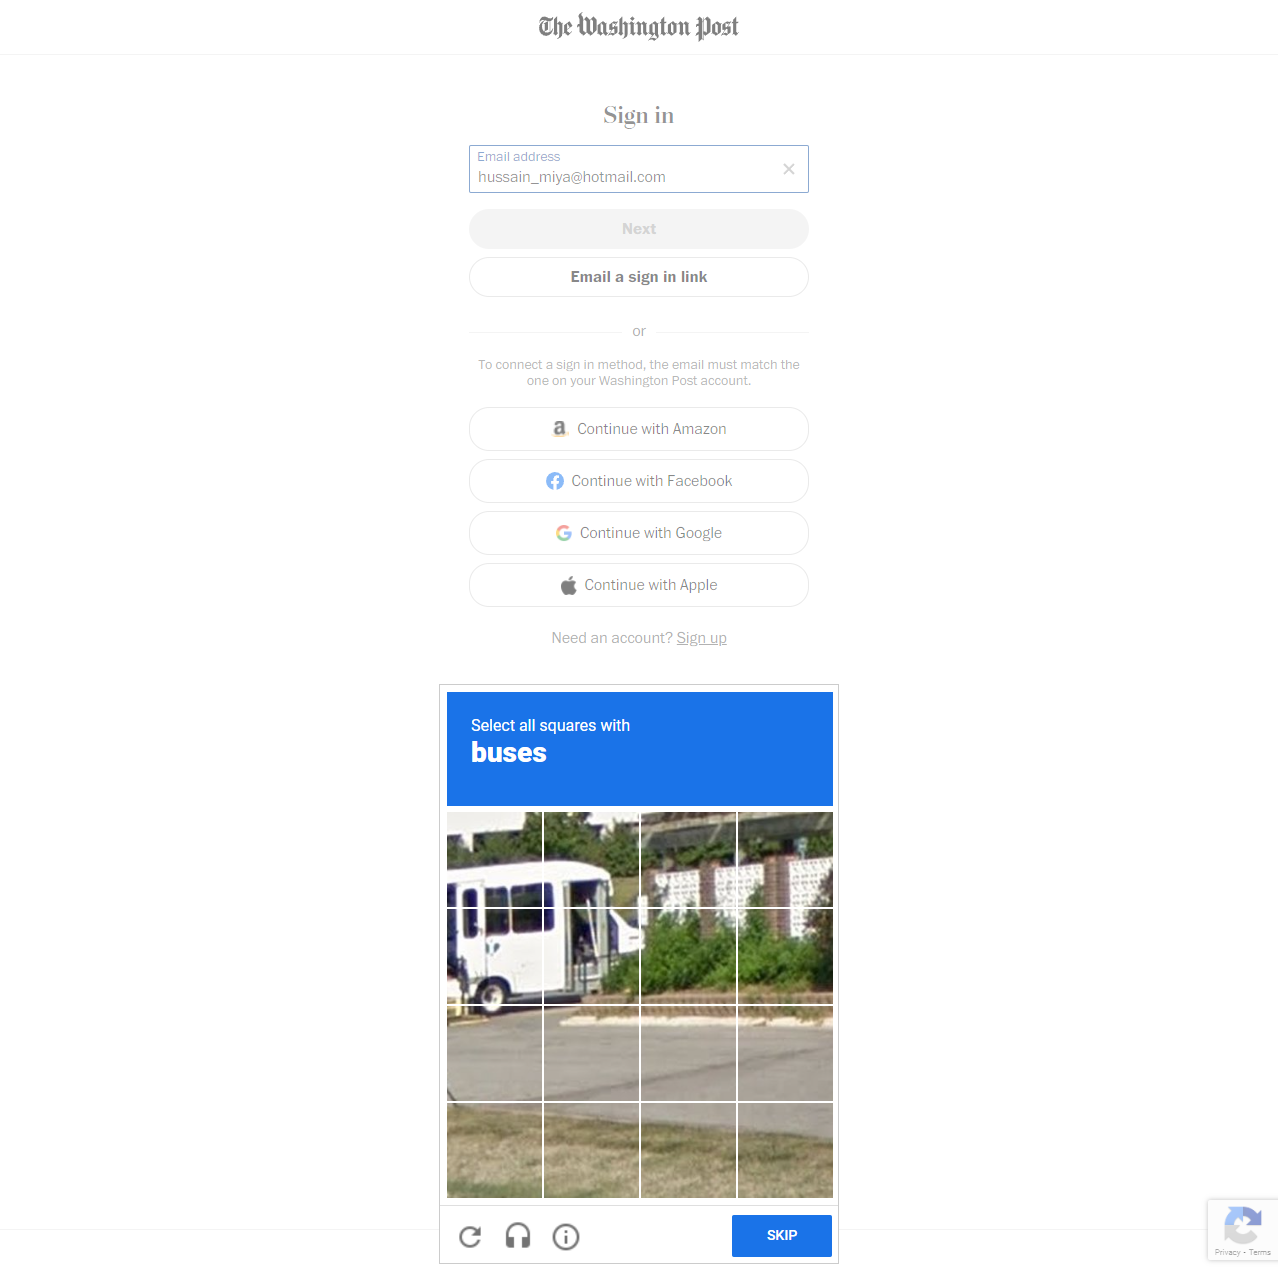 The Washington Post
Sign in
Email address
hussain_miya@hotmail.com
Next
Email a sign in link
or
To connect a sign in method, the email must match the
one on your Washington Post account.
Continue with Amazon
Continue with Facebook
Continue with Google
Continue with Apple
Need an account? Sign up
Select all squares with
buses
SKIP
Privacy • Terms